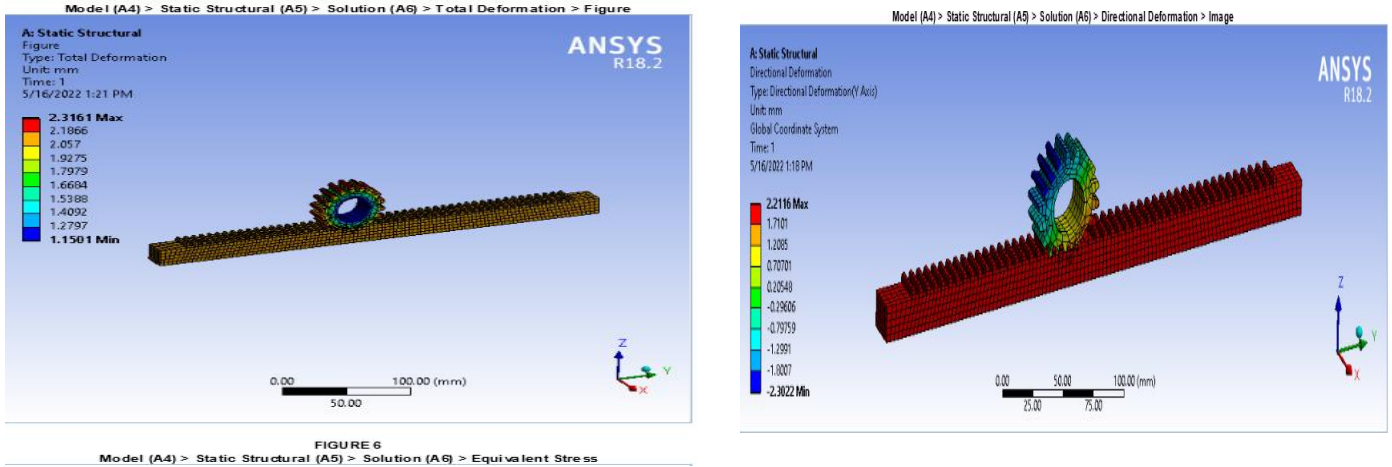 Model (A4) > Static Structural (A5) > Solution (A6) > Total Deformation > Figure
A: Static Structural
Figure
Type: Total Deformation
Unit: mm
Time: 1
5/16/2022 1:21 PM
ANSYS
R18.2
2.3161 Max
2.1866
2.057
1.9275
1.7979
1.6684
1.5388
1.4092
1.2797
1.1501 Min
Z
Y
X
0.00 100.00 (mm)
50.00
FIGURE 6
Model (A4) > Static Structural (A5) > Solution (A6) > Equivalent Stress
Model (A4) > Static Structural (A5) > Solution (A6) > Directional Deformation > Image
A: Static Structural
Directional Deformation
Type: Directional Deformation(Y Axis)
Unit: mm
Global Coordinate System
Time: 1
5/16/2022 1:18 PM
ANSYS
R18.2
2.2116 Max
1.7101
1.2085
0.70701
0.20548
-0.29606
-0.79759
-1.2991
-1.8007
-2.3022 Min
Z
Y
X
0.00 50.00 100.00 (mm)
25.00 75.00